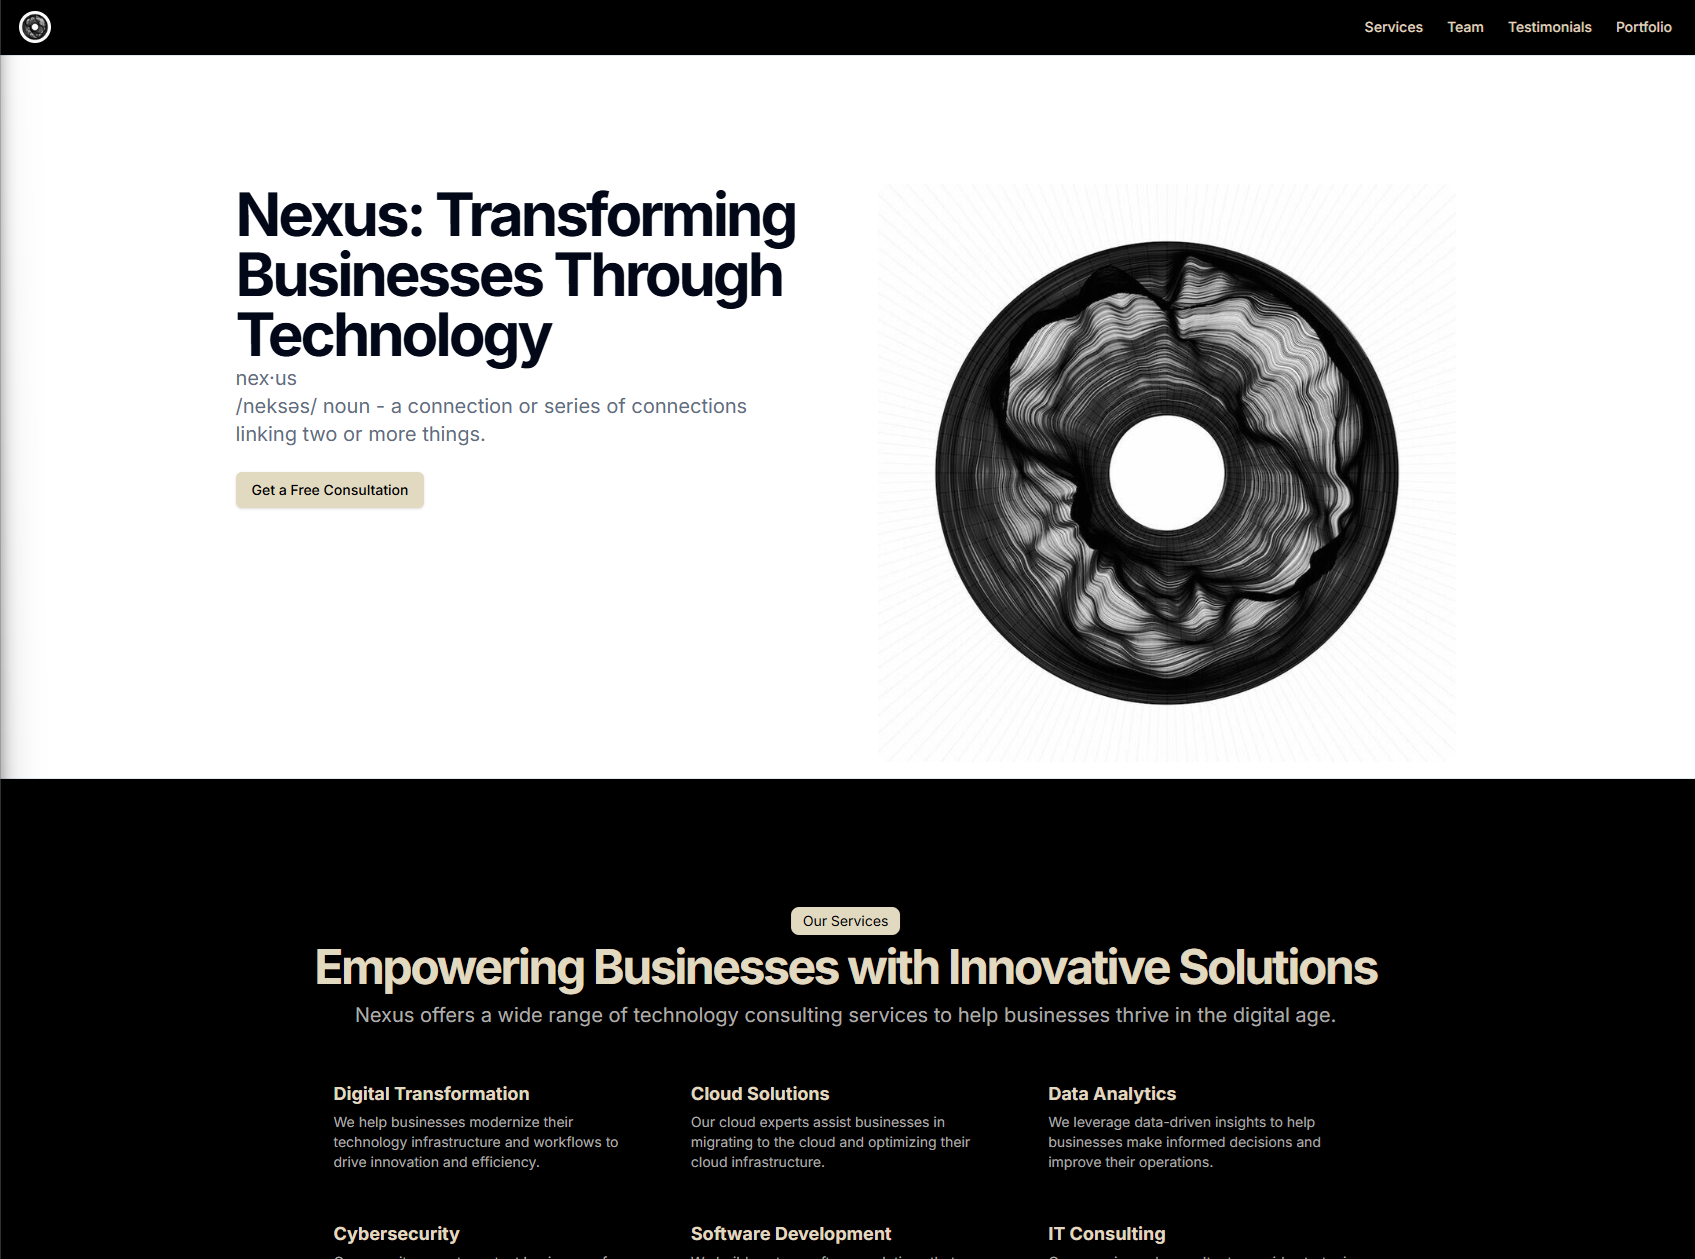 Services
Team
Testimonials
Portfolio
Nexus: Transforming
Businesses Through
Technology
nex·us
/neksəs/ noun - a connection or series of connections
linking two or more things.
Get a Free Consultation
Our Services
Empowering Businesses with Innovative Solutions
Nexus offers a wide range of technology consulting services to help businesses thrive in the digital age.
Digital Transformation
We help businesses modernize their
technology infrastructure and workflows to
drive innovation and efficiency.
Cloud Solutions
Our cloud experts assist businesses in
migrating to the cloud and optimizing their
cloud infrastructure.
Data Analytics
We leverage data-driven insights to help
businesses make informed decisions and
improve their operations.
Cybersecurity
Software Development
IT Consulting